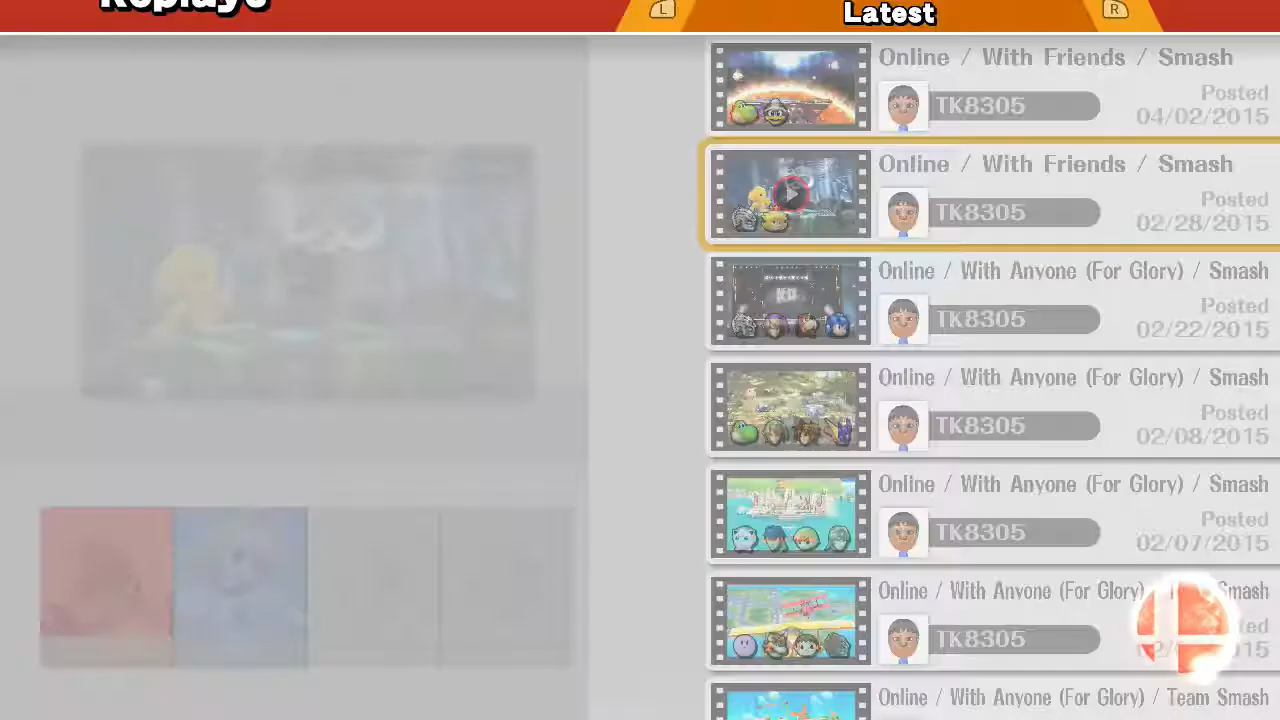 Replays
L
Latest
R
Online / With Friends / Smash
TK8305
Posted
04/02/2015
Online / With Friends / Smash
TK8305
Posted
02/28/2015
Online / With Anyone (For Glory) / Smash
TK8305
Posted
02/22/2015
Online / With Anyone (For Glory) / Smash
TK8305
Posted
02/08/2015
Online / With Anyone (For Glory) / Smash
TK8305
Posted
02/07/2015
Online / With Anyone (For Glory) / Smash
TK8305
Online / With Anyone (For Glory) / Team Smash